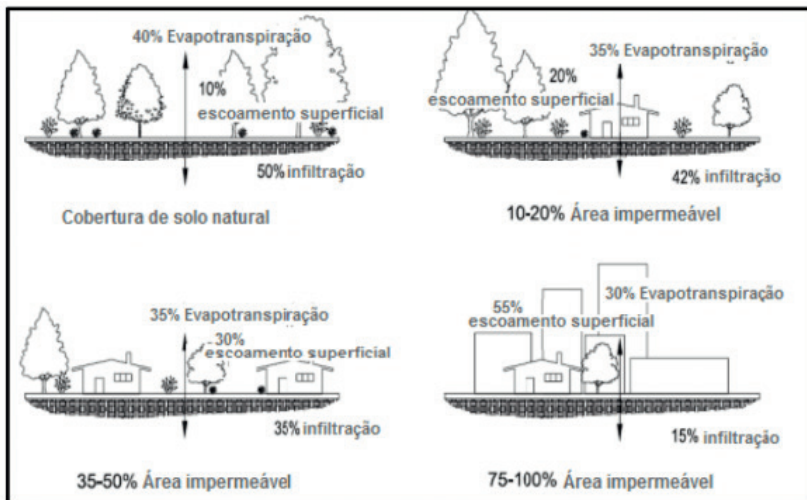 40% Evapotranspiração
10%
escoamento superficial
50% infiltração
Cobertura de solo natural
35% Evapotranspiração
20%
escoamento superficial
42% infiltração
10-20% Área impermeável
35% Evapotranspiração
30%
escoamento superficial
35% infiltração
35-50% Área impermeável
30% Evapotranspiração
55%
escoamento superficial
15% infiltração
75-100% Área impermeável